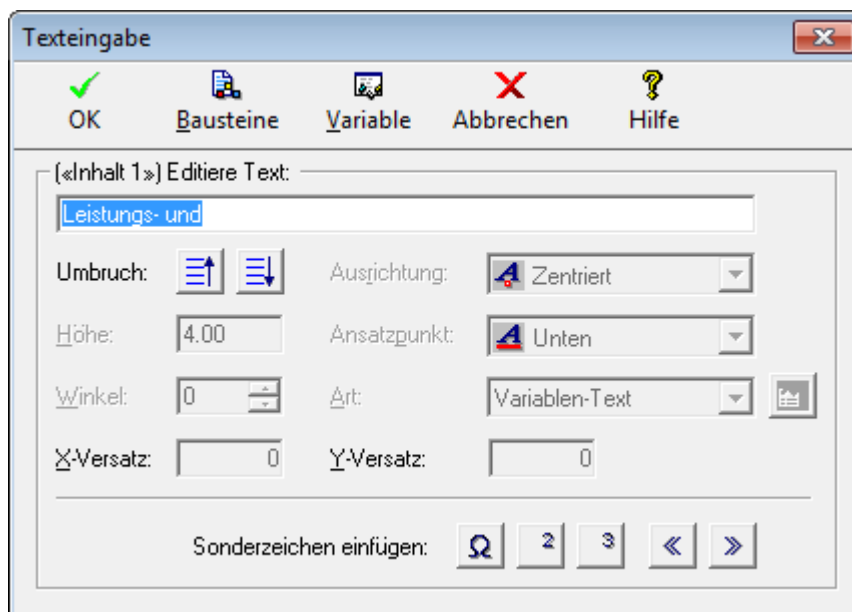 Texteingabe
OK Bausteine Variable Abbrechen Hilfe
(«Inhalt 1») Editiere Text:
Leistungs- und
Umbruch: Ausrichtung: Zentriert
Höhe: 4.00 Ansatzpunkt: Unten
Winkel: 0 Art: Variablen-Text
X-Versatz: 0 Y-Versatz: 0
Sonderzeichen einfügen: Ω 2 3 « »